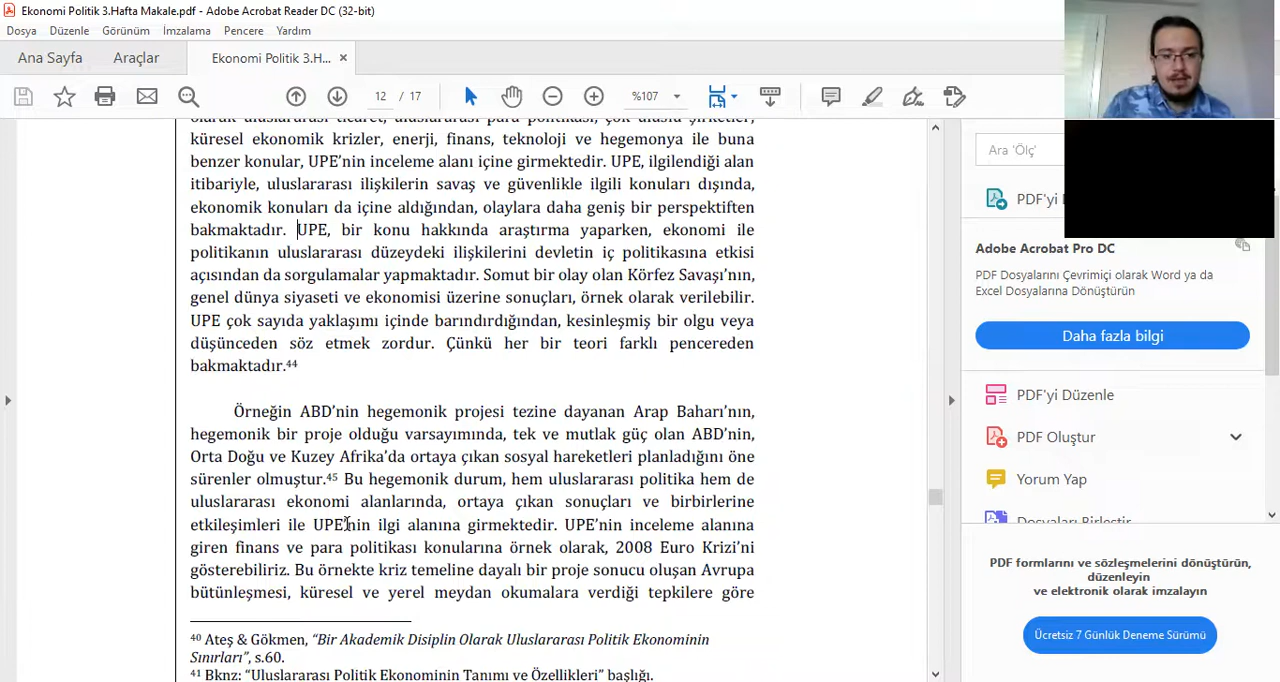 Ekonomi Politik 3.Hafta Makale.pdf - Adobe Acrobat Reader DC (32-bit)
Dosya Düzenle Görünüm İmzalama Pencere Yardım
Ana Sayfa Araçlar Ekonomi Politik 3.H... ×
12 / 17 %107
olarak uluslararası ticaret, uluslararası para politikası, çok uluslu şirketler,
küresel ekonomik krizler, enerji, finans, teknoloji ve hegemonya ile buna
benzer konular, UPE’nin inceleme alanı içine girmektedir. UPE, ilgilendiği alan
itibariyle, uluslararası ilişkilerin savaş ve güvenlikle ilgili konuları dışında,
ekonomik konuları da içine aldığından, olaylara daha geniş bir perspektiften
bakmaktadır. UPE, bir konu hakkında araştırma yaparken, ekonomi ile
politikanın uluslararası düzeydeki ilişkilerini devletin iç politikasına etkisi
açısından da sorgulamalar yapmaktadır. Somut bir olay olan Körfez Savaşı’nın,
genel dünya siyaseti ve ekonomisi üzerine sonuçları, örnek olarak verilebilir.
UPE çok sayıda yaklaşımı içinde barındırdığından, kesinleşmiş bir olgu veya
düşünceden söz etmek zordur. Çünkü her bir teori farklı pencereden
bakmaktadır.⁴⁴
Örneğin ABD’nin hegemonik projesi tezine dayanan Arap Baharı’nın,
hegemonik bir proje olduğu varsayımında, tek ve mutlak güç olan ABD’nin,
Orta Doğu ve Kuzey Afrika’da ortaya çıkan sosyal hareketleri planladığını öne
sürenler olmuştur.⁴⁵ Bu hegemonik durum, hem uluslararası politika hem de
uluslararası ekonomi alanlarında, ortaya çıkan sonuçları ve birbirlerine
etkileşimleri ile UPE’nin ilgi alanına girmektedir. UPE’nin inceleme alanına
giren finans ve para politikası konularına örnek olarak, 2008 Euro Krizi’ni
gösterebiliriz. Bu örnekte kriz temeline dayalı bir proje sonucu oluşan Avrupa
bütünleşmesi, küresel ve yerel meydan okumalara verdiği tepkilere göre
⁴⁰ Ateş & Gökmen, “Bir Akademik Disiplin Olarak Uluslararası Politik Ekonominin
Sınırları”, s.60.
⁴¹ Bknz: “Uluslararası Politik Ekonominin Tanımı ve Özellikleri” başlığı.
Ara 'Ölç'
PDF'yi
Adobe Acrobat Pro DC
PDF Dosyalarını Çevrimiçi olarak Word ya da
Excel Dosyalarına Dönüştürün
Daha fazla bilgi
PDF'yi Düzenle
PDF Oluştur
Yorum Yap
Dosyaları Birleştir
PDF formlarını ve sözleşmelerini dönüştürün,
düzenleyin
ve elektronik olarak imzalayın
Ücretsiz 7 Günlük Deneme Sürümü